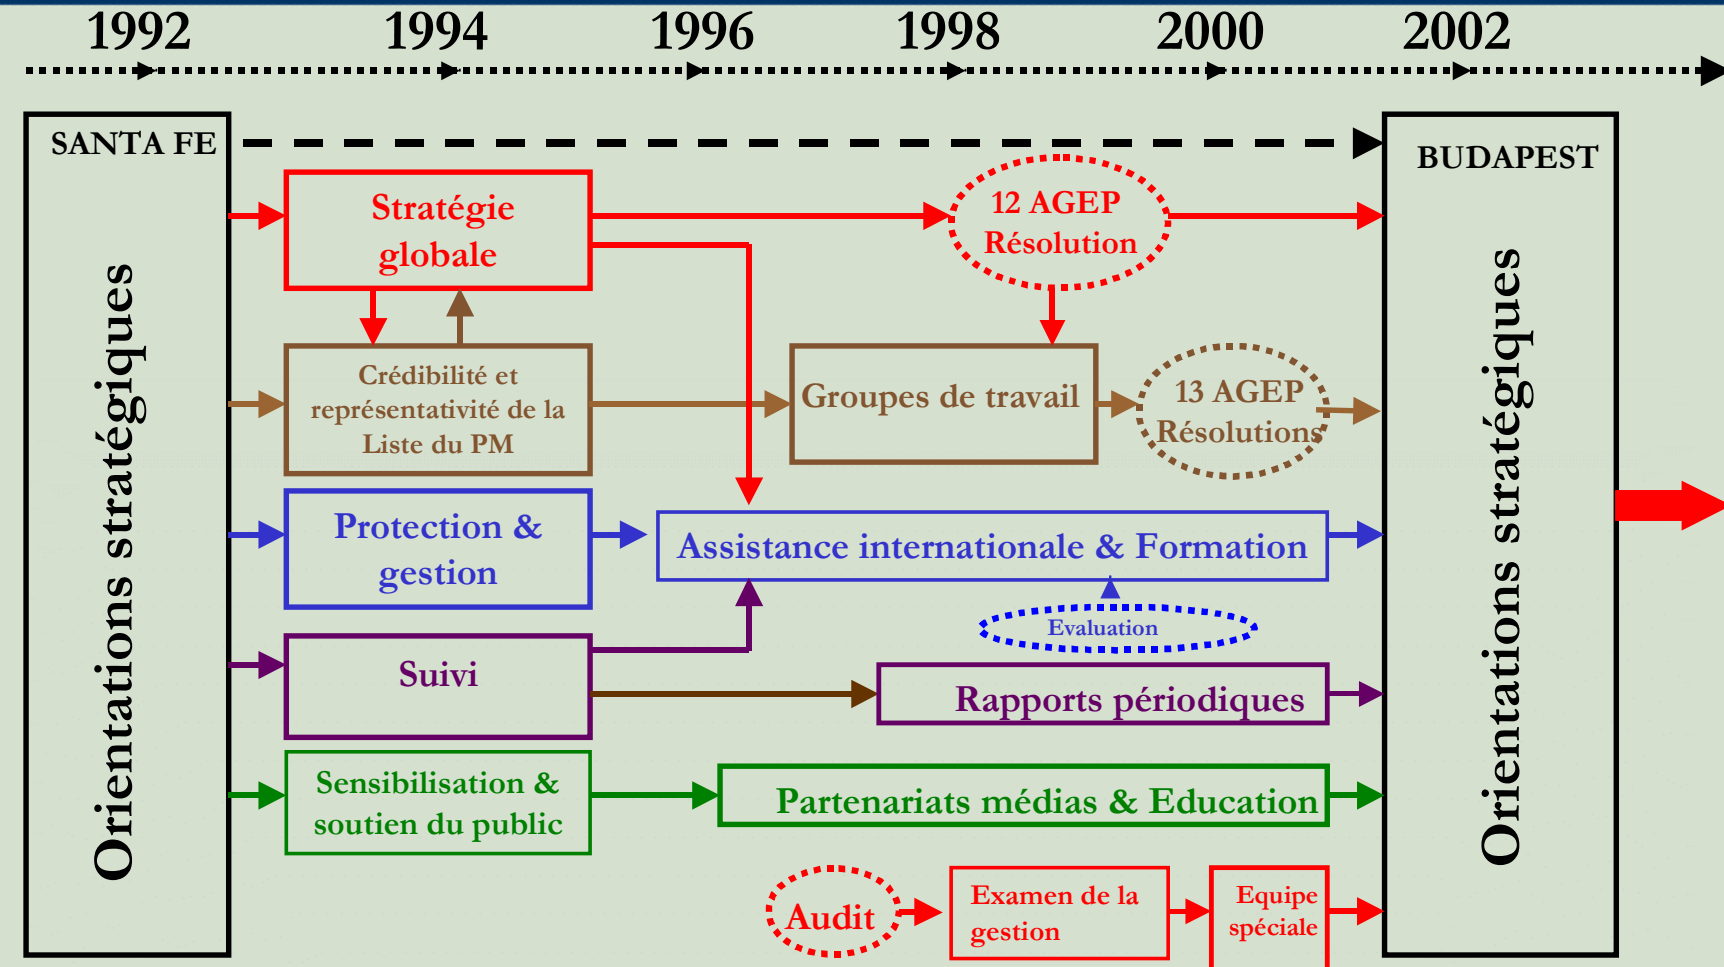 1992 1994 1996 1998 2000 2002
SANTA FE
Orientations stratégiques
Stratégie
globale
12 AGEP
Résolution
Crédibilité et
représentativité de la
Liste du PM
Groupes de travail
13 AGEP
Résolutions
Protection &
gestion
Assistance internationale & Formation
Evaluation
Suivi
Rapports périodiques
Sensibilisation &
soutien du public
Partenariats médias & Education
Audit
Examen de la
gestion
Equipe
spéciale
BUDAPEST
Orientations stratégiques